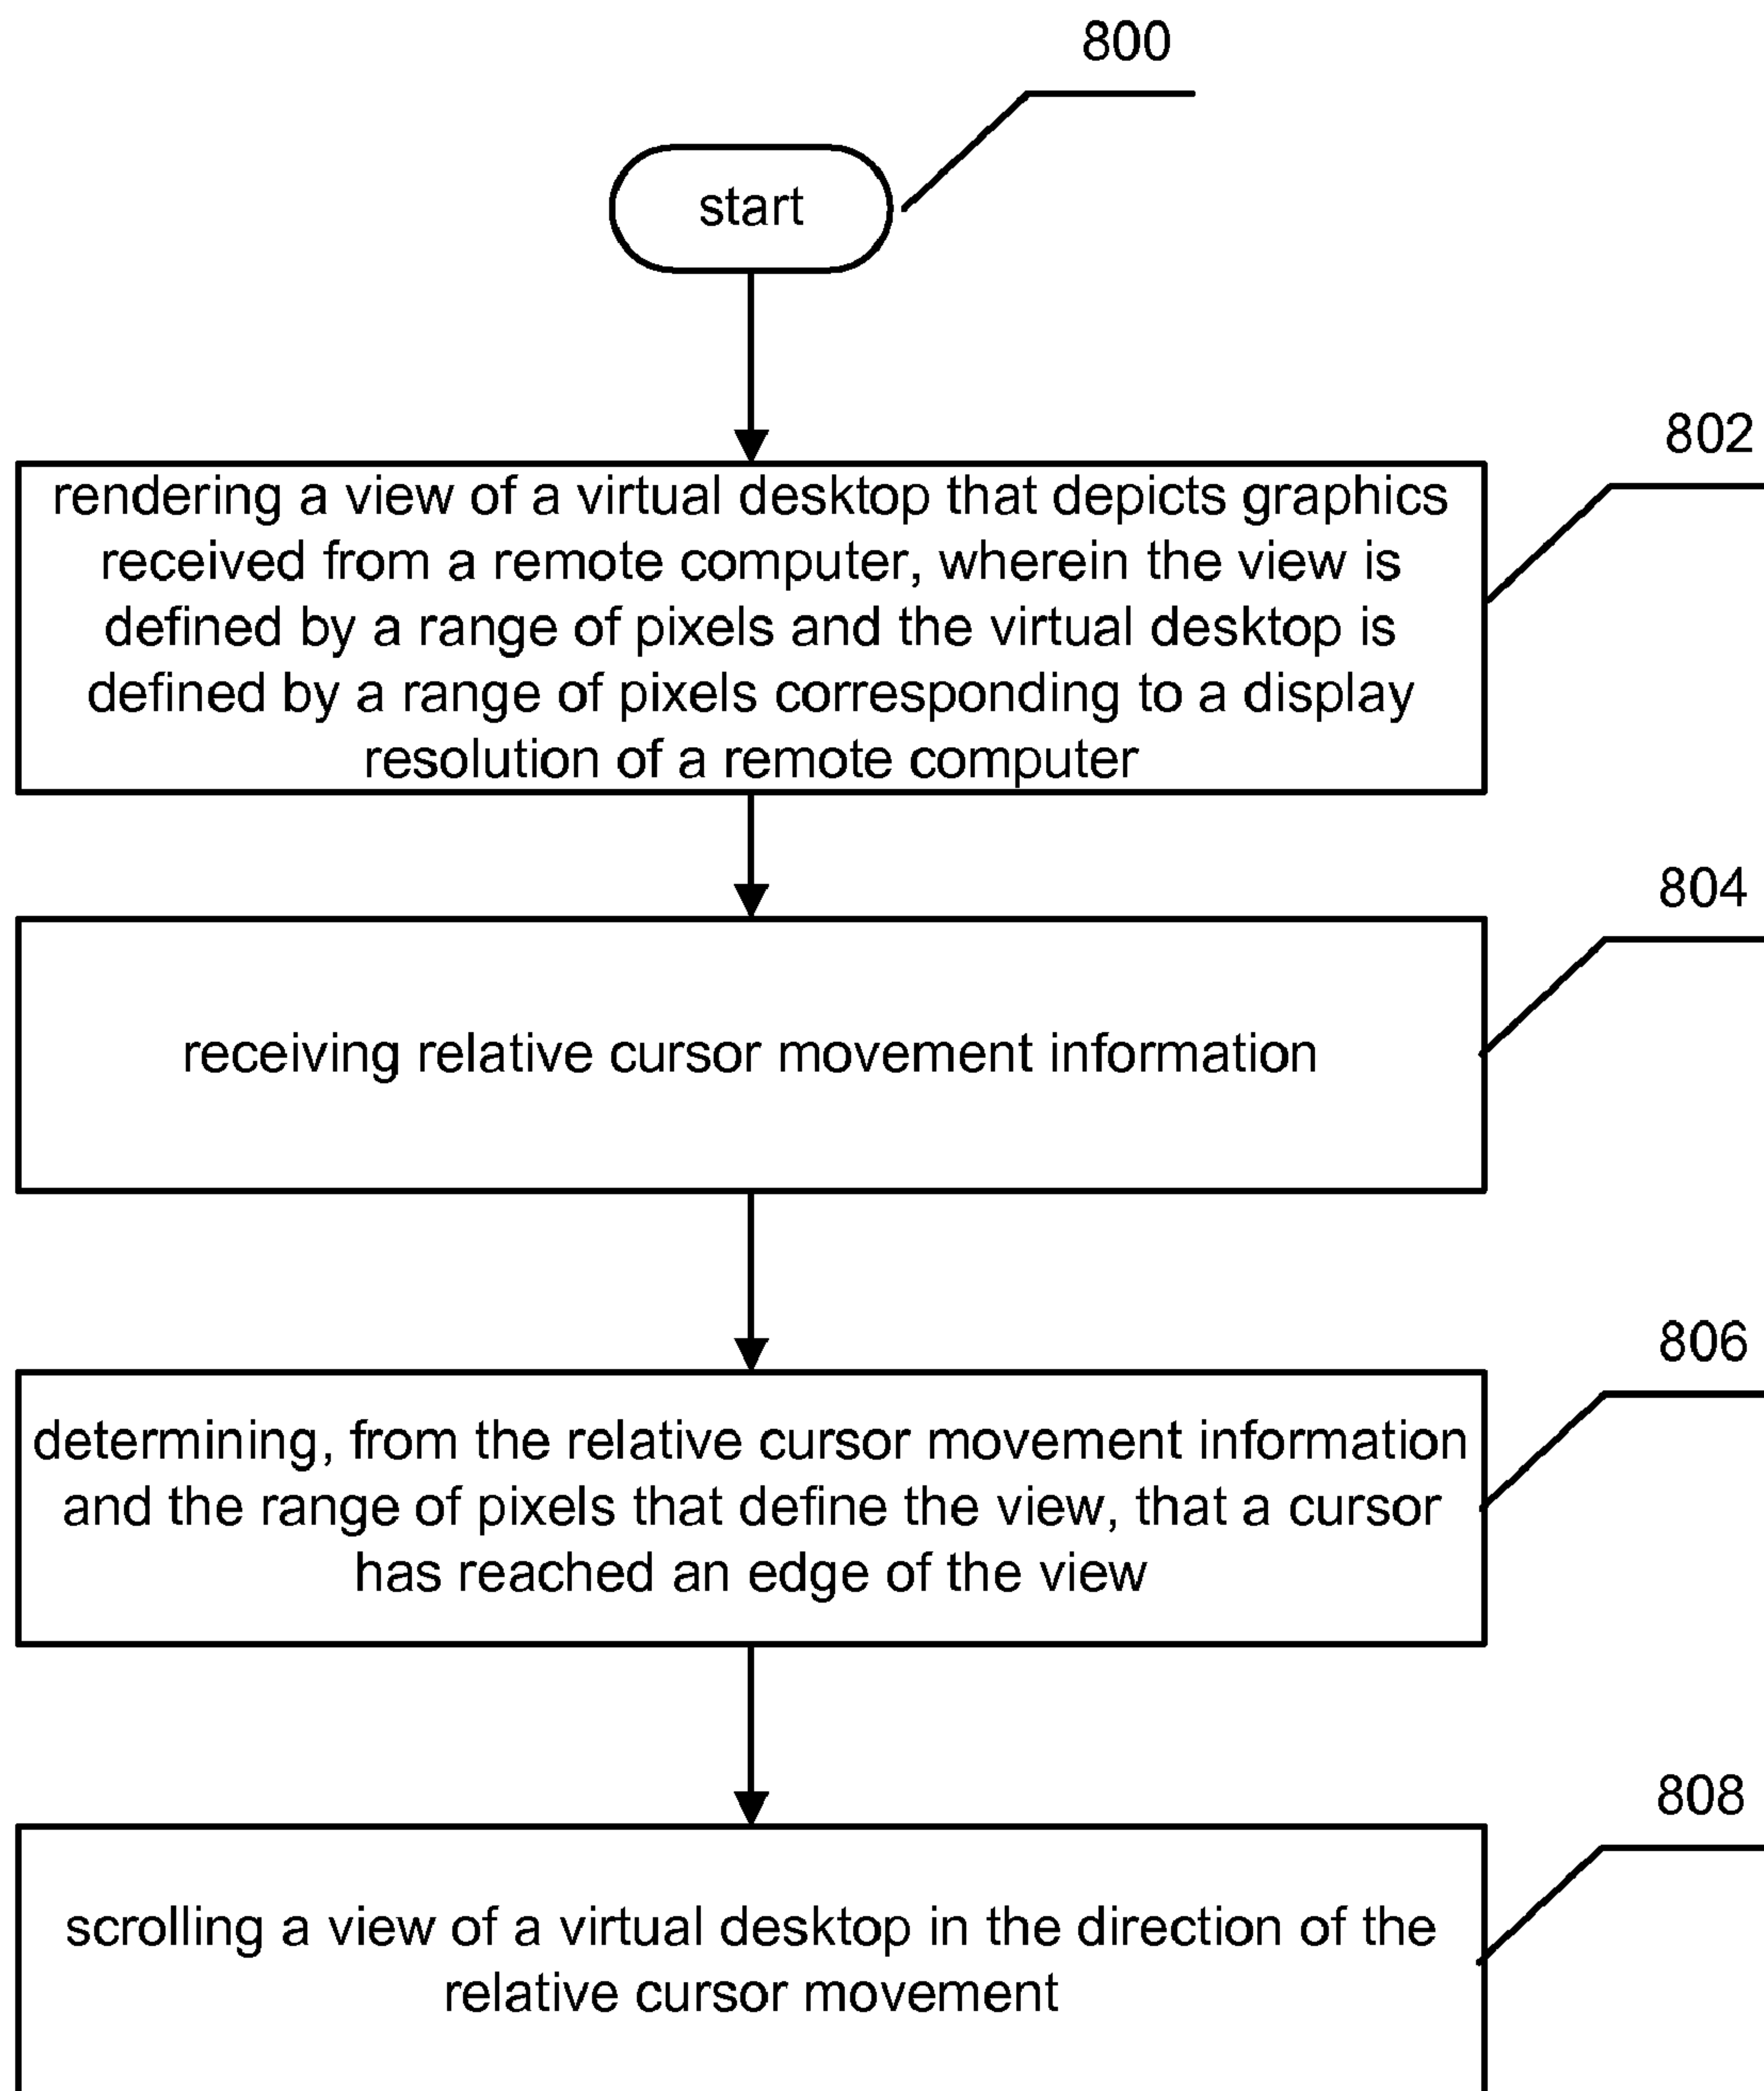 800
start
802
rendering a view of a virtual desktop that depicts graphics
received from a remote computer, wherein the view is
defined by a range of pixels and the virtual desktop is
defined by a range of pixels corresponding to a display
resolution of a remote computer
804
receiving relative cursor movement information
806
determining, from the relative cursor movement information
and the range of pixels that define the view, that a cursor
has reached an edge of the view
808
scrolling a view of a virtual desktop in the direction of the
relative cursor movement